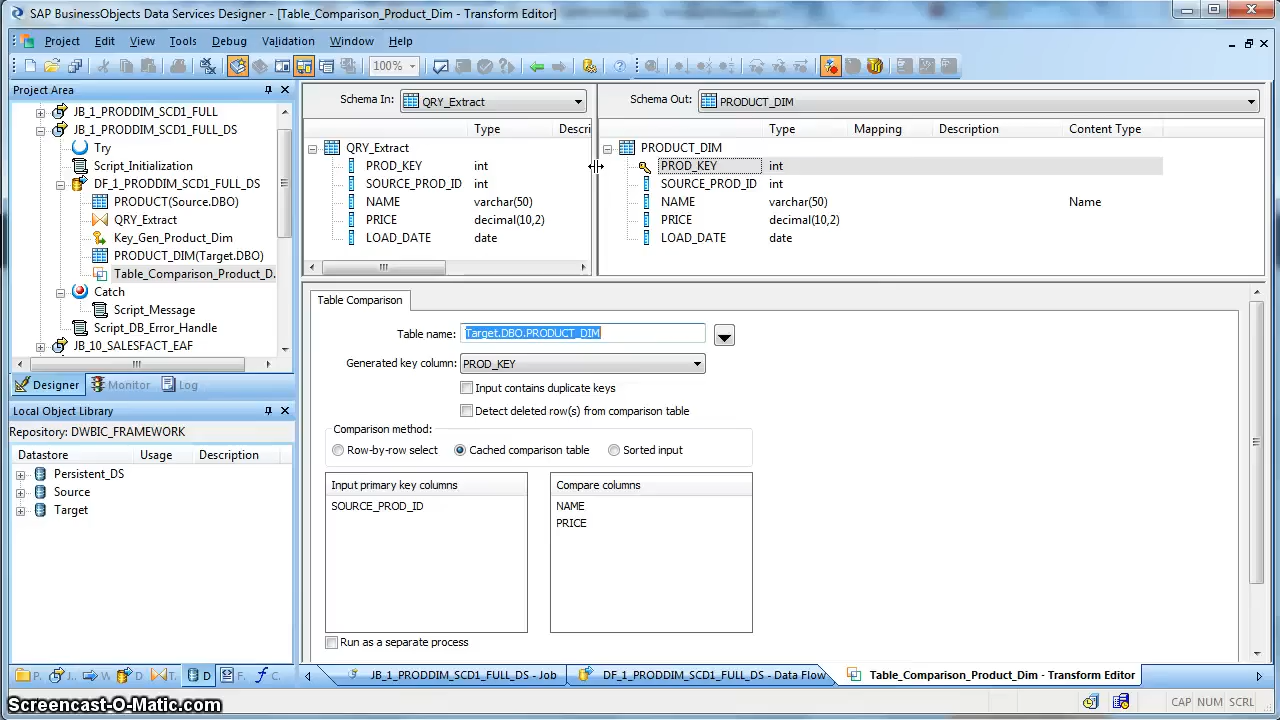 SAP BusinessObjects Data Services Designer - [Table_Comparison_Product_Dim - Transform Editor]
Project Edit View Tools Debug Validation Window Help
100%
Project Area
JB_1_PRODDIM_SCD1_FULL
JB_1_PRODDIM_SCD1_FULL_DS
Try
Script_Initialization
DF_1_PRODDIM_SCD1_FULL_DS
PRODUCT(Source.DBO)
QRY_Extract
Key_Gen_Product_Dim
PRODUCT_DIM(Target.DBO)
Table_Comparison_Product_D...
Catch
Script_Message
Script_DB_Error_Handle
JB_10_SALESFACT_EAF
Designer Monitor Log
Local Object Library
Repository: DWBIC_FRAMEWORK
Datastore Usage Description
Persistent_DS
Source
Target
P. J.. W D.. T. D F. C.
Schema In: QRY_Extract
Type Descri
QRY_Extract
PROD_KEY int
SOURCE_PROD_ID int
NAME varchar(50)
PRICE decimal(10,2)
LOAD_DATE date
Schema Out: PRODUCT_DIM
Type Mapping Description Content Type
PRODUCT_DIM
PROD_KEY int
SOURCE_PROD_ID int
NAME varchar(50) Name
PRICE decimal(10,2)
LOAD_DATE date
Table Comparison
Table name: Target.DBO.PRODUCT_DIM
Generated key column: PROD_KEY
Input contains duplicate keys
Detect deleted row(s) from comparison table
Comparison method:
Row-by-row select Cached comparison table Sorted input
Input primary key columns
SOURCE_PROD_ID
Compare columns
NAME
PRICE
Run as a separate process
JB_1_PRODDIM_SCD1_FULL_DS - Job DF_1_PRODDIM_SCD1_FULL_DS - Data Flow Table_Comparison_Product_Dim - Transform Editor
CAP NUM SCRL
Screencast-O-Matic.com